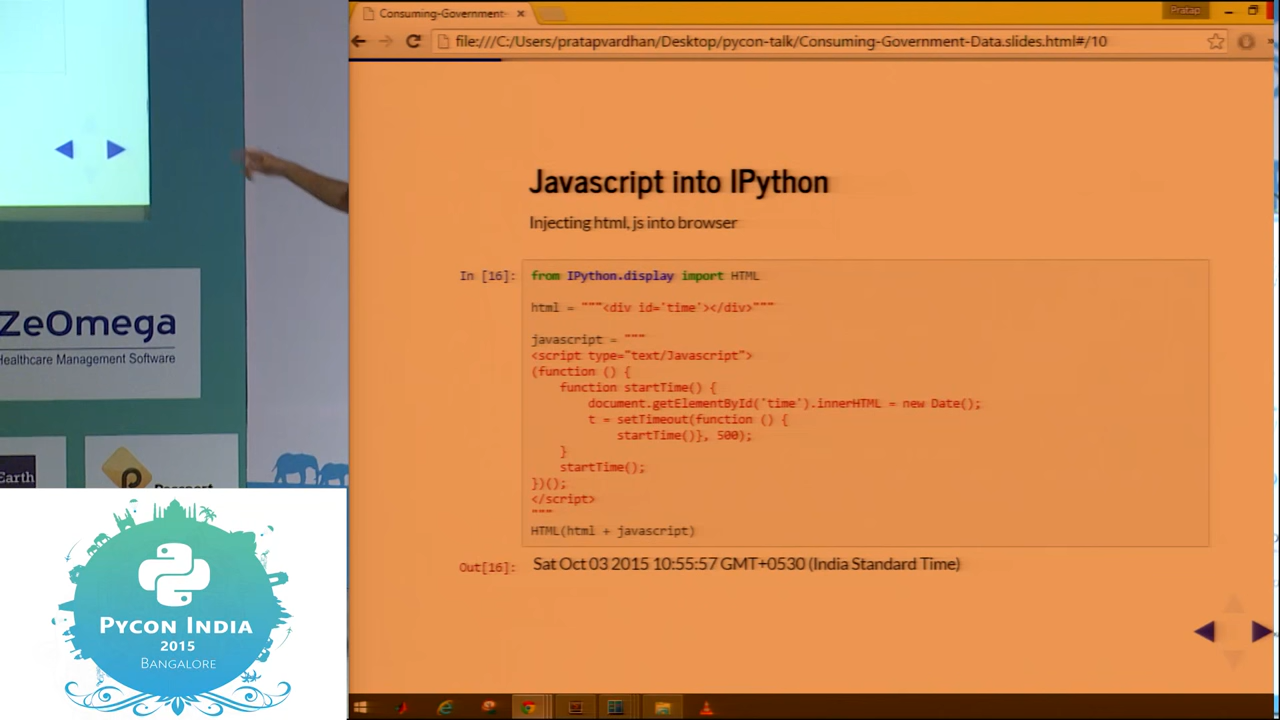 Consuming-Government-
Pratap
file:///C:/Users/pratapvardhan/Desktop/pycon-talk/Consuming-Government-Data.slides.html#/10
Javascript into IPython
Injecting html, js into browser
In [16]:
from IPython.display import HTML
html = """<div id='time'></div>"""
javascript = """
<script type="text/Javascript">
(function () {
function startTime() {
document.getElementById('time').innerHTML = new Date();
t = setTimeout(function () {
startTime()}, 500);
}
startTime();
})();
</script>
"""
HTML(html + javascript)
Out[16]:
Sat Oct 03 2015 10:55:57 GMT+0530 (India Standard Time)
ZeOmega
Healthcare Management Software
Earth
PYCON INDIA
2015
BANGALORE